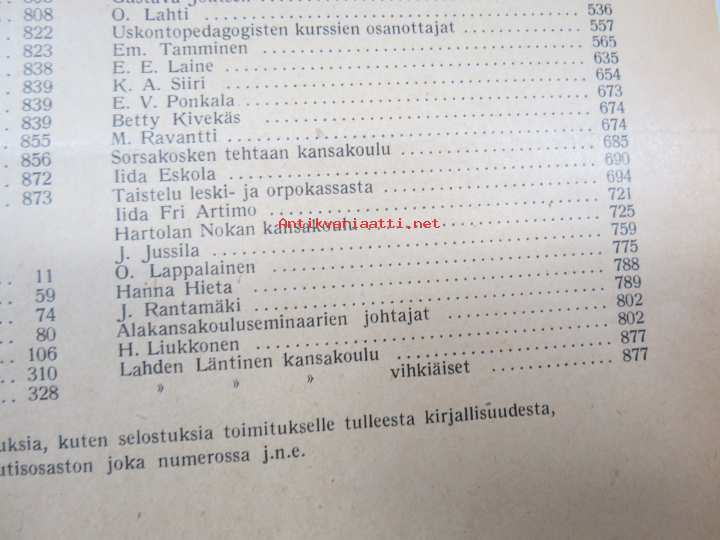 808
822
823
838
839
839
839
855
856
872
873
11
59
74
80
106
310
328
O. Lahti 536
Uskontopedagogisten kurssien osanottajat 557
Em. Tamminen 565
E. E. Laine 635
K. A. Siiri 654
E. V. Ponkala 673
Betty Kivekäs 674
M. Ravantti 674
Sorsakosken tehtaan kansakoulu 685
Iida Eskola 690
Taistelu leski- ja orpokassasta 694
Iida Fri Artimo 721
Hartolan Nokan kansakoulu 725
J. Jussila 759
O. Lappalainen 775
Hanna Hieta 788
J. Rantamäki 789
Alakansakouluseminaarien johtajat 802
H. Liukkonen 802
Lahden Läntinen kansakoulu 877
» » » vihkiäiset 877
uksia, kuten selostuksia toimitukselle tulleesta kirjallisuudesta,
utisosaston joka numerossa j.n.e.
Antikvariaatti.net